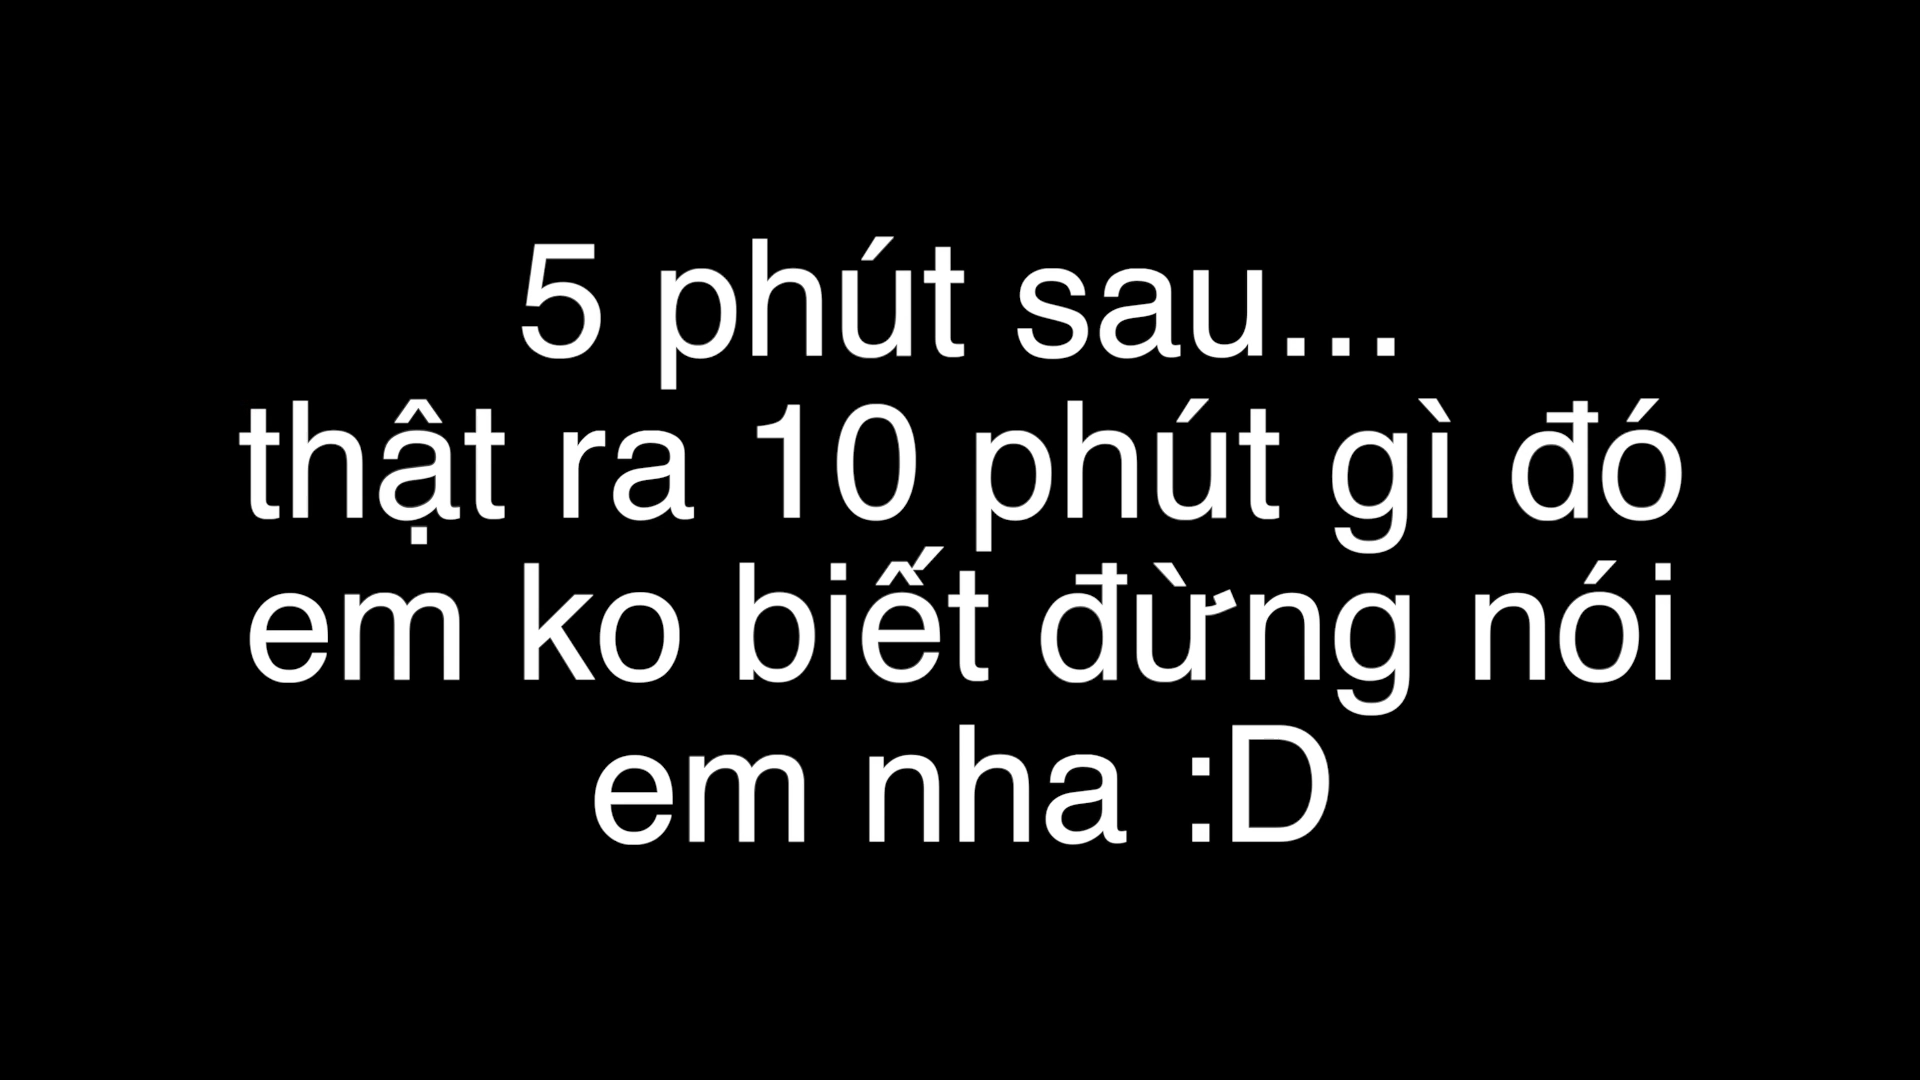 5 phút sau...
thật ra 10 phút gì đó
em ko biết đừng nói
em nha :D